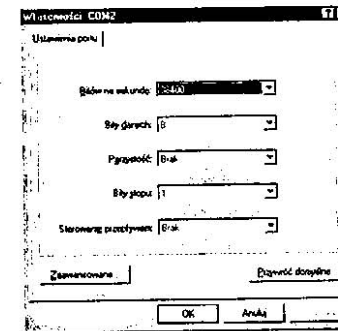 Właściwości: COM2
Ustawienia portu
Bitów na sekundę: 38400
Bity danych: 8
Parzystość: Brak
Bity stopu: 1
Sterowanie przepływem: Brak
Zaawansowane...
Przywróć domyślne
OK
Anuluj